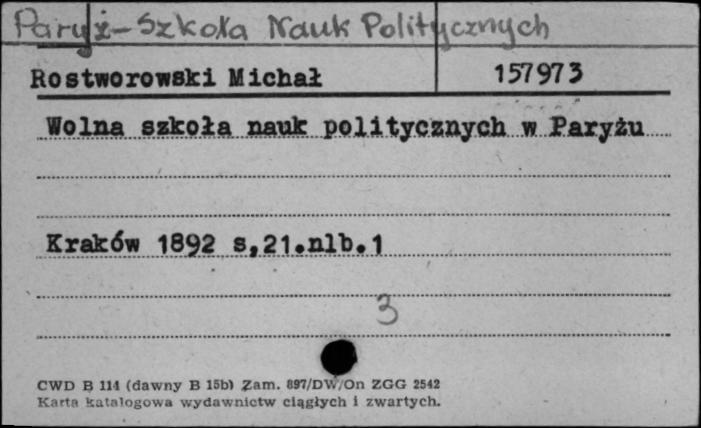 Paryż-Szkoła Nauk Politycznych
Rostworowski Michał 157973
Wolna szkoła nauk politycznych w Paryżu
Kraków 1892 s,21.nlb.1
3
CWD B 114 (dawny B 15b) Zam. 897/DW/On ZGG 2542
Karta katalogowa wydawnictw ciągłych i zwartych.